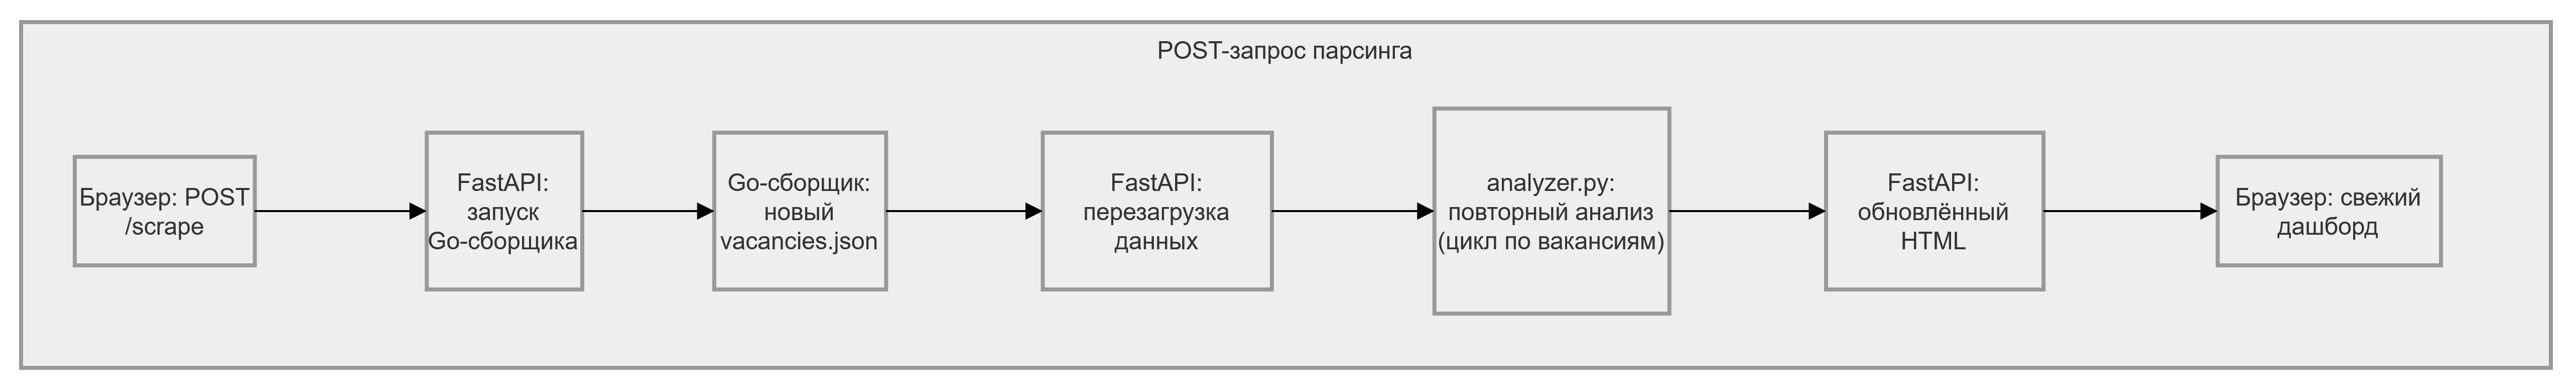 POST-запрос парсинга
Браузер: POST
/scrape
FastAPI:
запуск
Go-сборщика
Go-сборщик:
новый
vacancies.json
FastAPI:
перезагрузка
данных
analyzer.py:
повторный анализ
(цикл по вакансиям)
FastAPI:
обновлённый
HTML
Браузер: свежий
дашборд